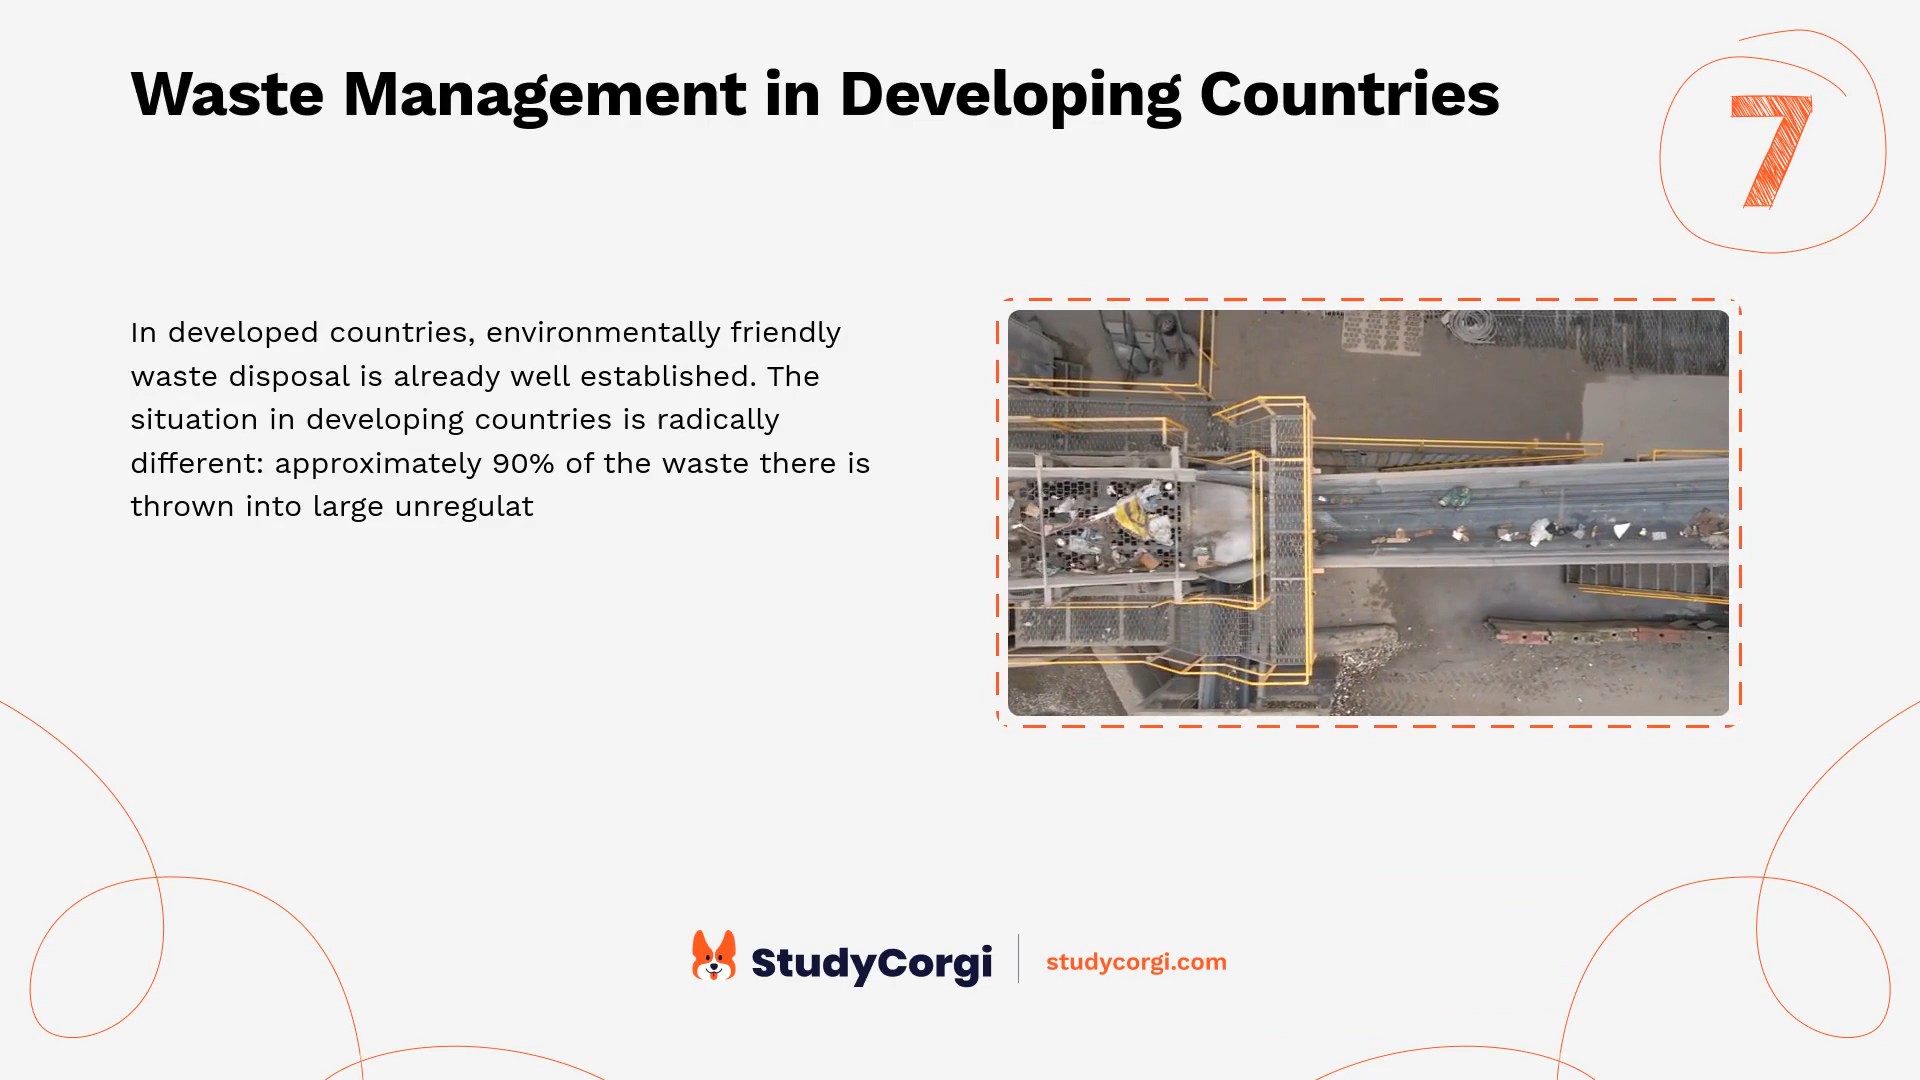 Waste Management in Developing Countries
7
In developed countries, environmentally friendly
waste disposal is already well established. The
situation in developing countries is radically
different: approximately 90% of the waste there is
thrown into large unregulat
StudyCorgi
studycorgi.com